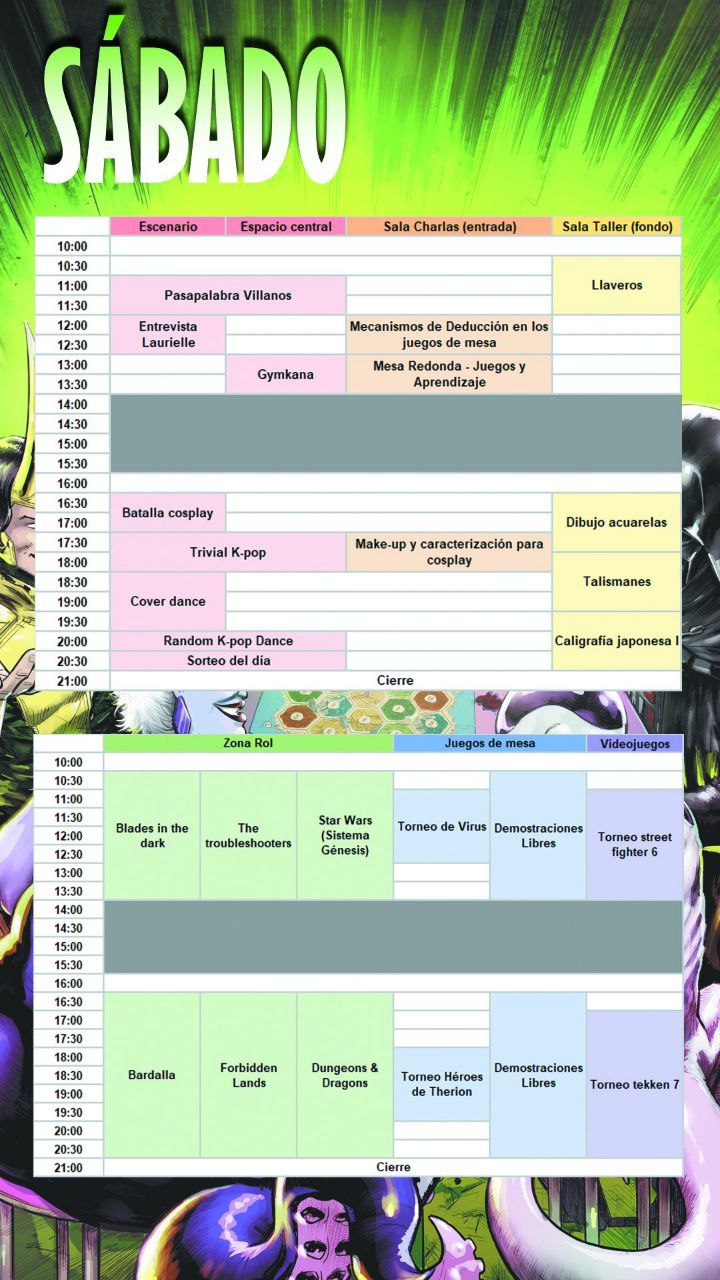 SÁBADO
Escenario Espacio central Sala Charlas (entrada) Sala Taller (fondo)
10:00
10:30
Llaveros
11:00
Pasapalabra Villanos
11:30
12:00
Entrevista
Laurielle
Mecanismos de Deducción en los
juegos de mesa
12:30
13:00
Gymkana
Mesa Redonda - Juegos y
Aprendizaje
13:30
14:00
14:30
15:00
15:30
16:00
16:30
Batalla cosplay
Dibujo acuarelas
17:00
17:30
Trivial K-pop
Make-up y caracterización para
cosplay
18:00
18:30
Cover dance
Talismanes
19:00
19:30
Caligrafía japonesa I
20:00 Random K-pop Dance
20:30 Sorteo del día
21:00 Cierre
Zona Rol Juegos de mesa Videojuegos
10:00
10:30
Blades in the
dark
The
troubleshooters
Star Wars
(Sistema
Génesis)
Demostraciones
Libres
11:00
Torneo de Virus
Torneo street
fighter 6
11:30
12:00
12:30
13:00
13:30
14:00
14:30
15:00
15:30
16:00
16:30
Bardalla
Forbidden
Lands
Dungeons &
Dragons
Demostraciones
Libres
17:00
Torneo tekken 7
17:30
18:00
Torneo Héroes
de Therion
18:30
19:00
19:30
20:00
20:30
21:00 Cierre